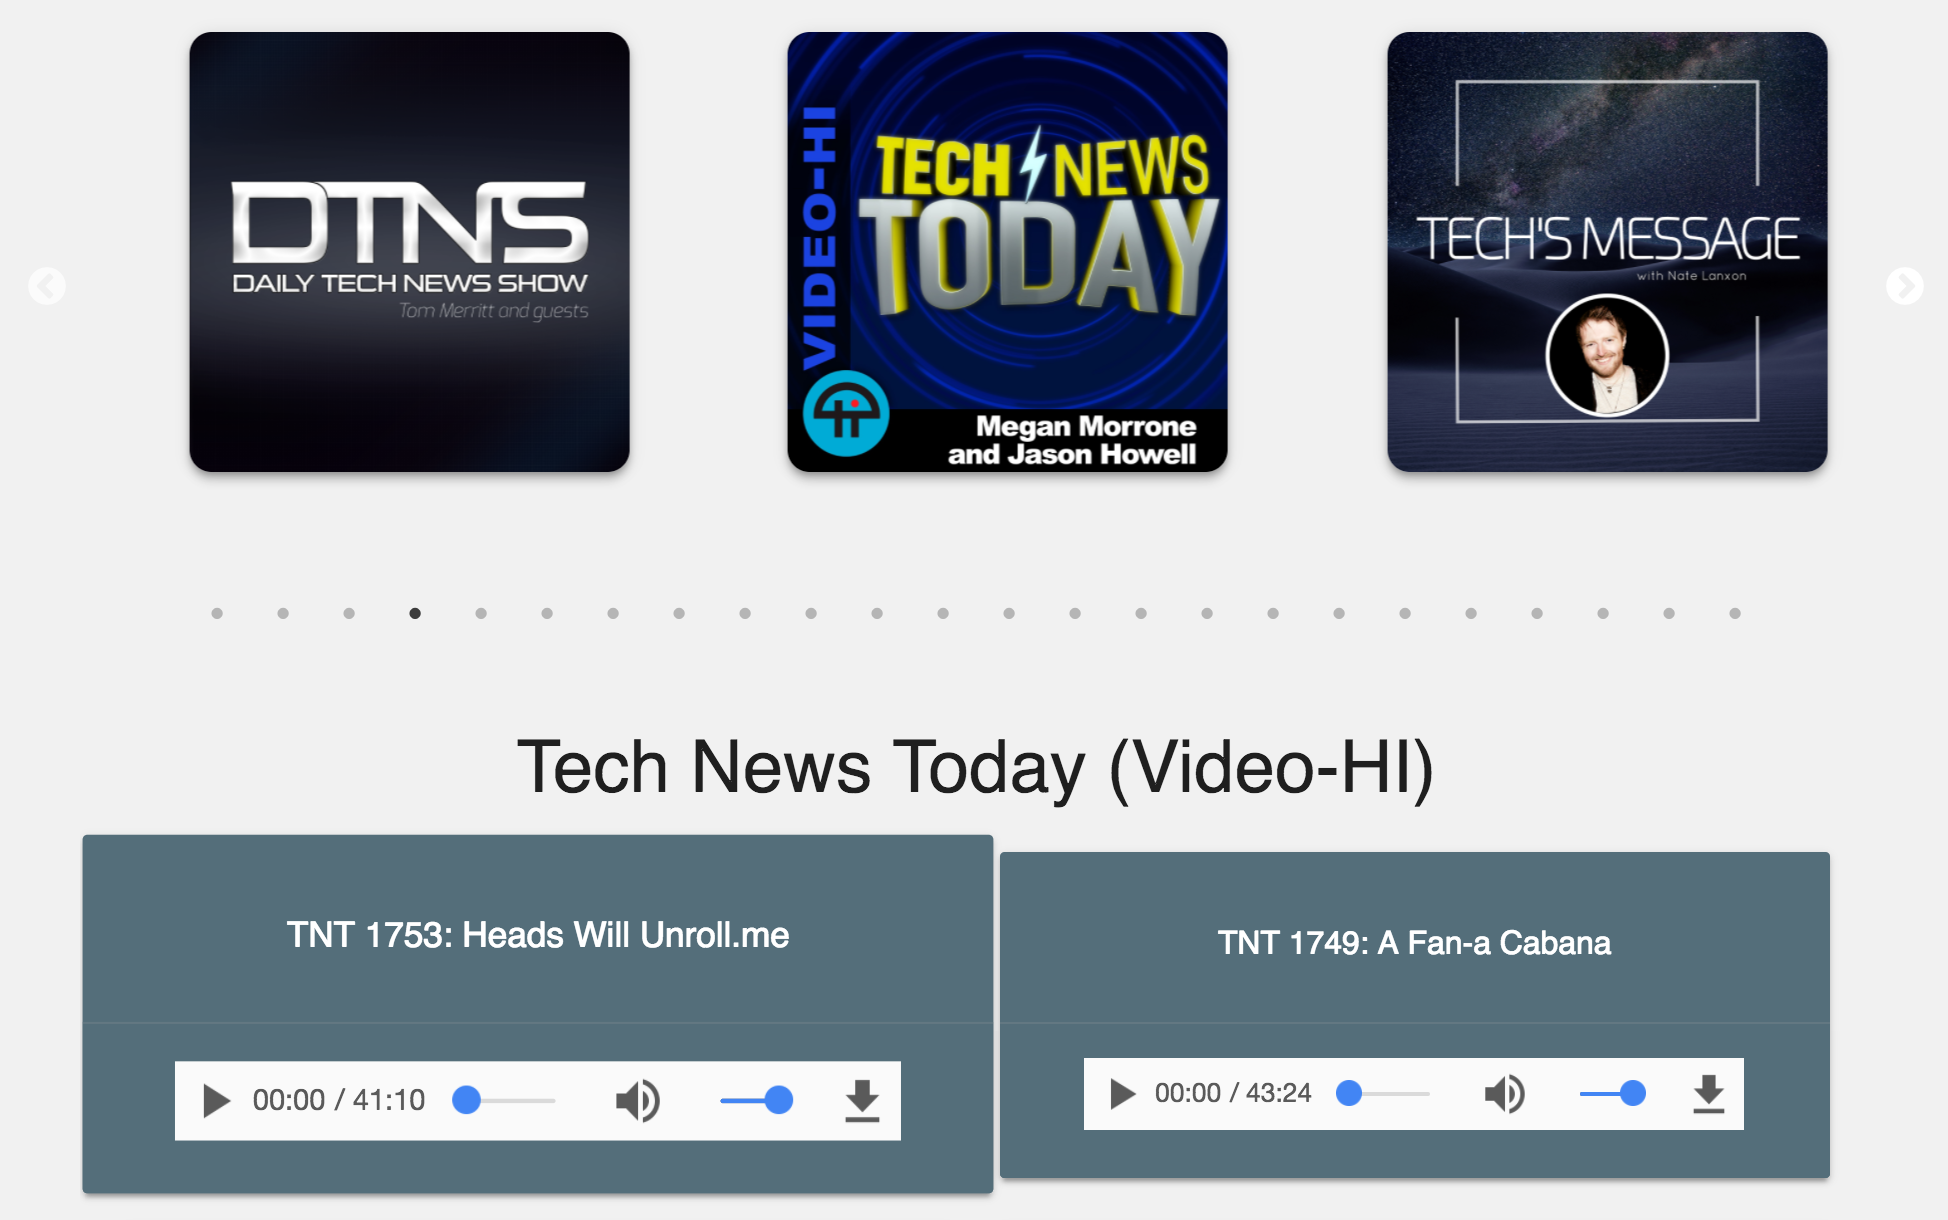 DTNS
DAILY TECH NEWS SHOW
Tom Merritt and guests
VIDEO-HI
TECH NEWS
TODAY
Megan Morrone
and Jason Howell
TECH'S MESSAGE
with Nate Lanxon
Tech News Today (Video-HI)
TNT 1753: Heads Will Unroll.me
00:00 / 41:10
TNT 1749: A Fan-a Cabana
00:00 / 43:24